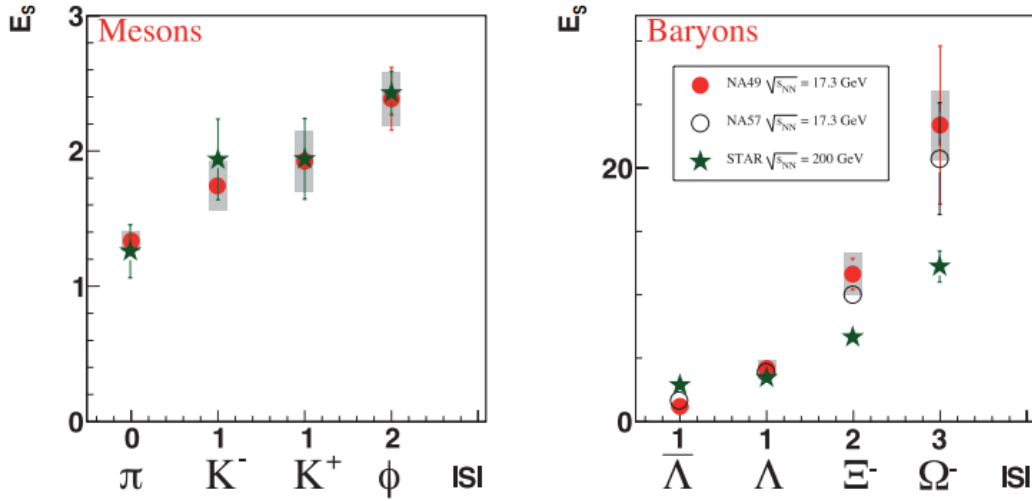 E_S
Mesons
3
2
1
0
0 1 1 2
π K⁻ K⁺ ϕ |S|
E_S
Baryons
NA49 √s_NN = 17.3 GeV
NA57 √s_NN = 17.3 GeV
STAR √s_NN = 200 GeV
20
0
1 1 2 3
Λ̅ Λ Ξ⁻ Ω⁻ |S|